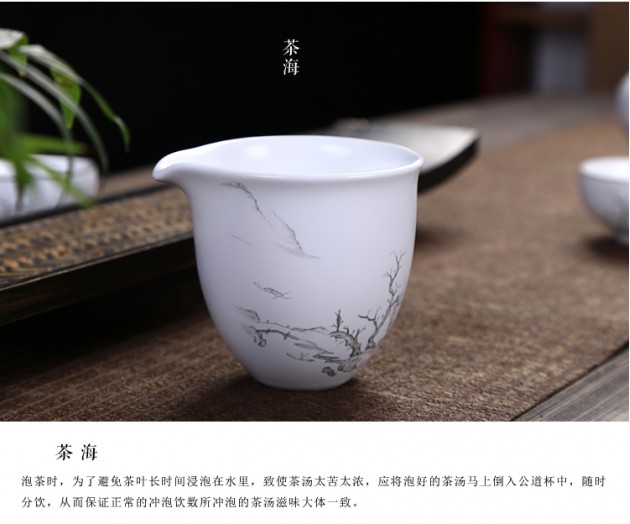 茶海
茶海
泡茶时，为了避免茶叶长时间浸泡在水里，致使茶汤太苦太浓，应将泡好的茶汤马上倒入公道杯中，随时
分饮，从而保证正常的冲泡饮数所冲泡的茶汤滋味大体一致。